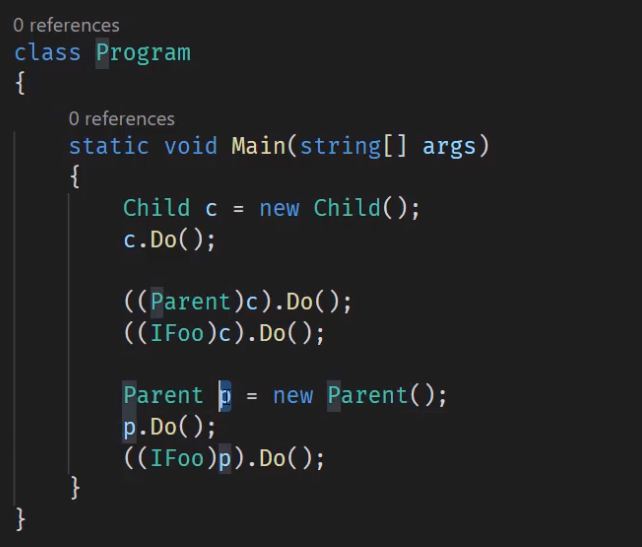 0 references
class Program
{
0 references
static void Main(string[] args)
{
Child c = new Child();
c.Do();
((Parent)c).Do();
((IFoo)c).Do();
Parent p = new Parent();
p.Do();
((IFoo)p).Do();
}
}